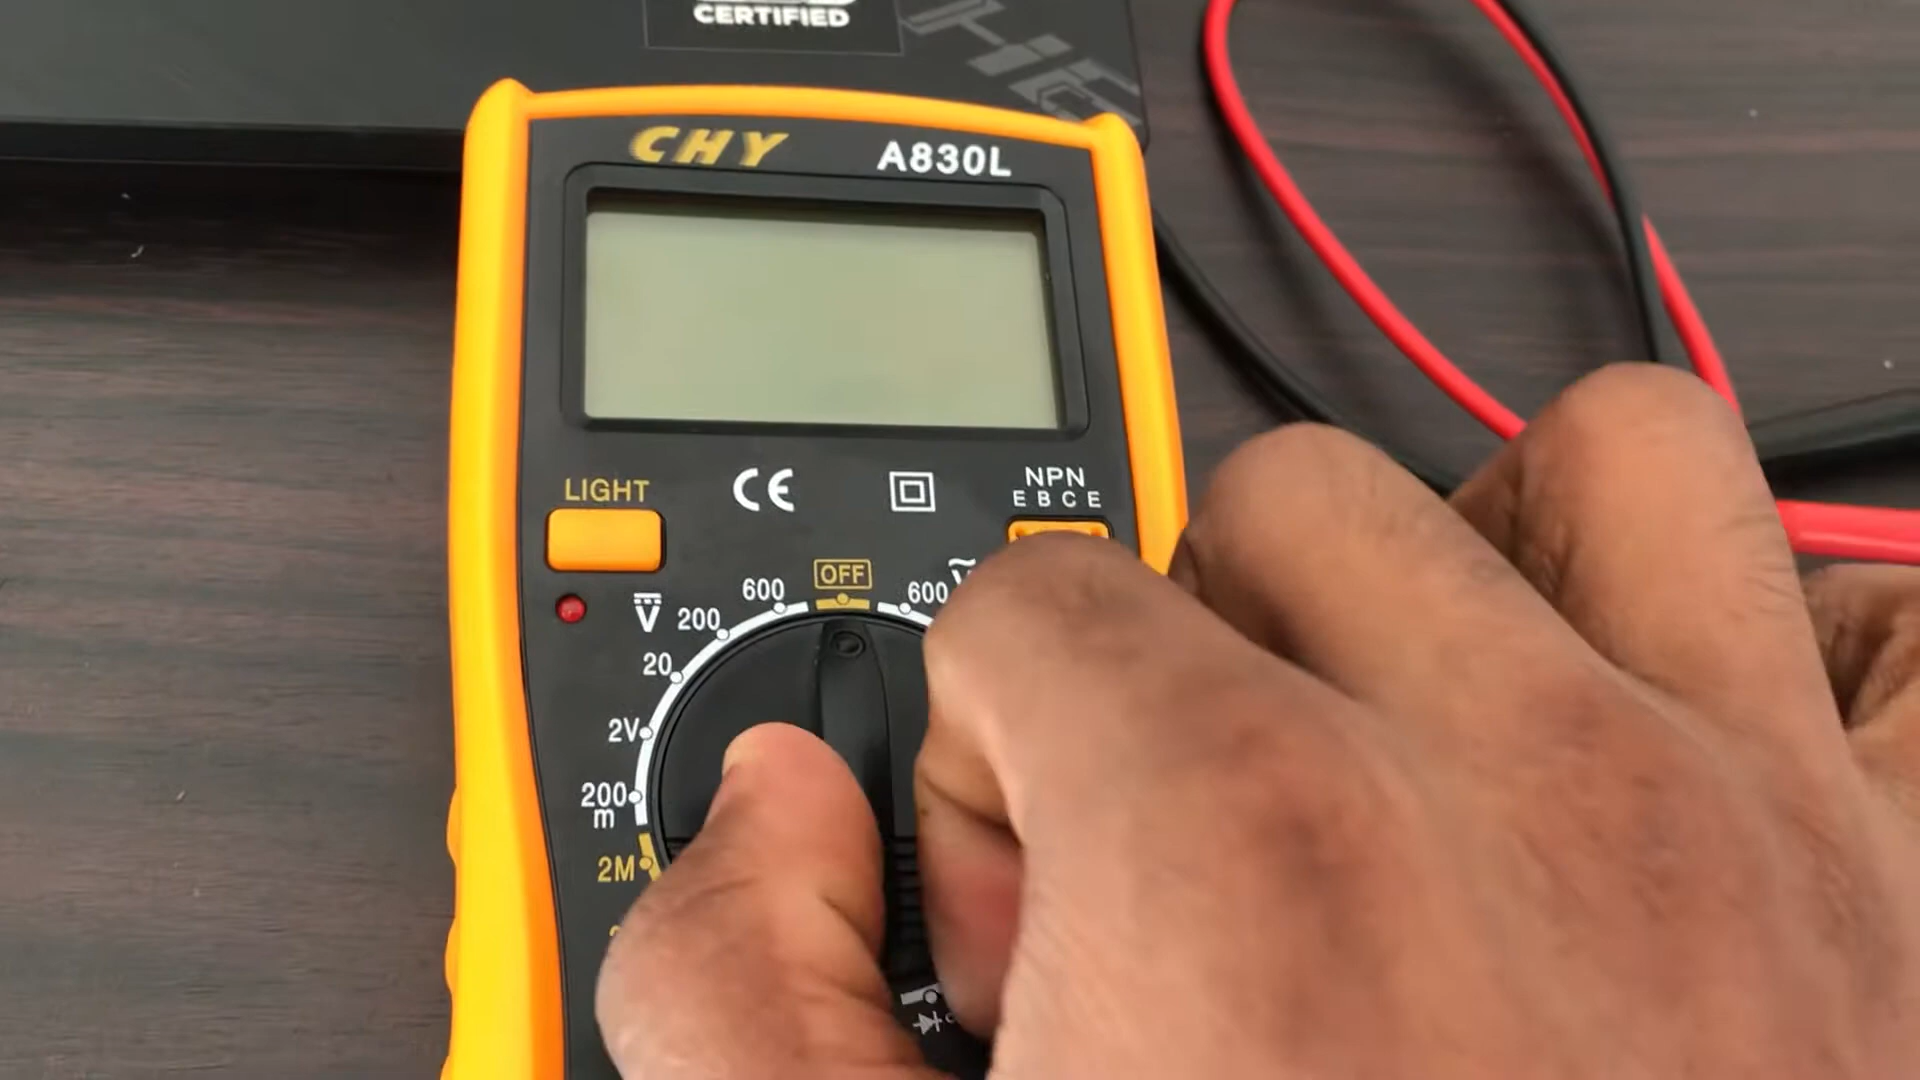 CERTIFIED
CHY A830L
LIGHT
CE
NPN
E B C E
OFF
600
600
V
200
20
2V
200
m
2M